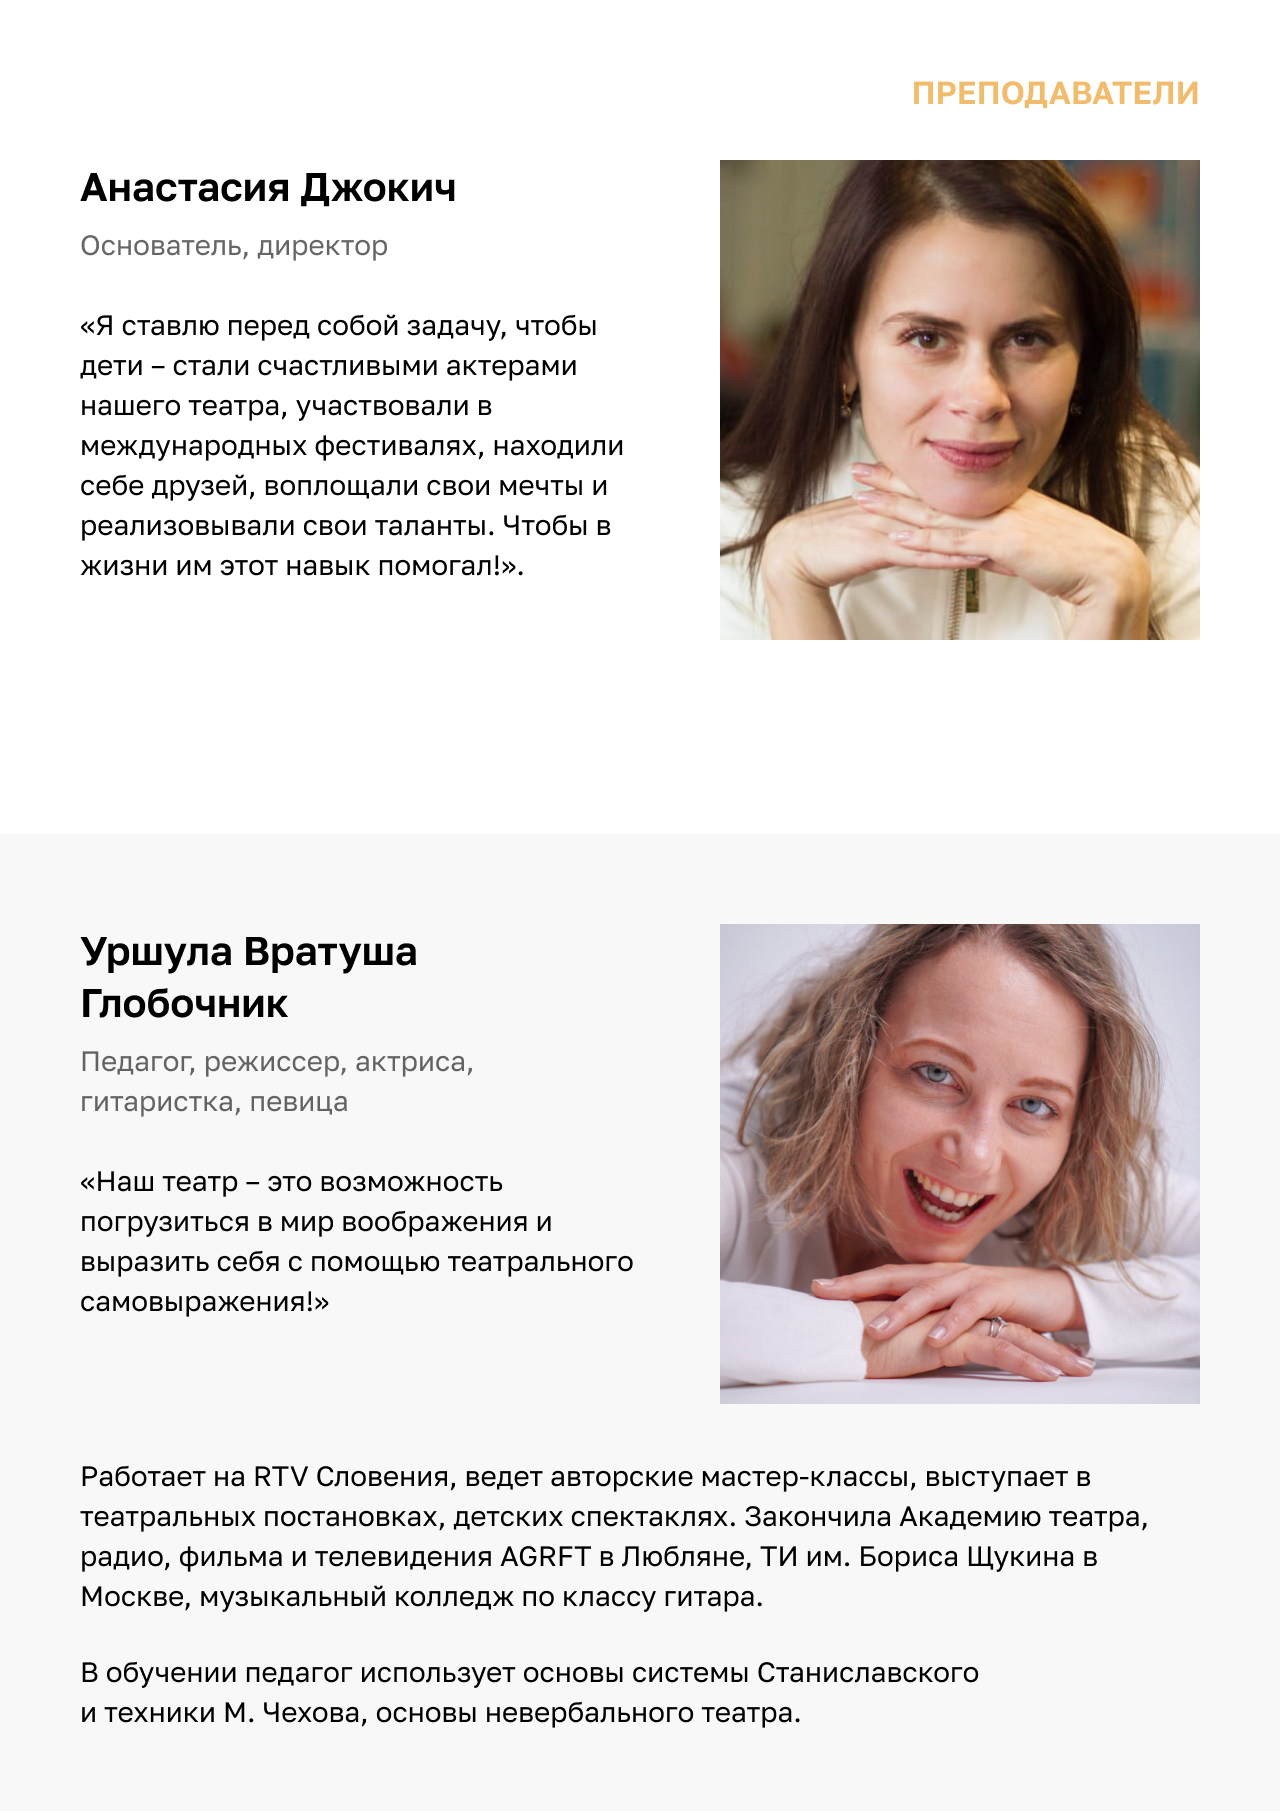 ПРЕПОДАВАТЕЛИ
Анастасия Джокич
Основатель, директор
«Я ставлю перед собой задачу, чтобы
дети – стали счастливыми актерами
нашего театра, участвовали в
международных фестивалях, находили
себе друзей, воплощали свои мечты и
реализовывали свои таланты. Чтобы в
жизни им этот навык помогал!».
Уршула Вратуша
Глобочник
Педагог, режиссер, актриса,
гитаристка, певица
«Наш театр – это возможность
погрузиться в мир воображения и
выразить себя с помощью театрального
самовыражения!»
Работает на RTV Словения, ведет авторские мастер-классы, выступает в
театральных постановках, детских спектаклях. Закончила Академию театра,
радио, фильма и телевидения AGRFT в Любляне, ТИ им. Бориса Щукина в
Москве, музыкальный колледж по классу гитара.
В обучении педагог использует основы системы Станиславского
и техники М. Чехова, основы невербального театра.